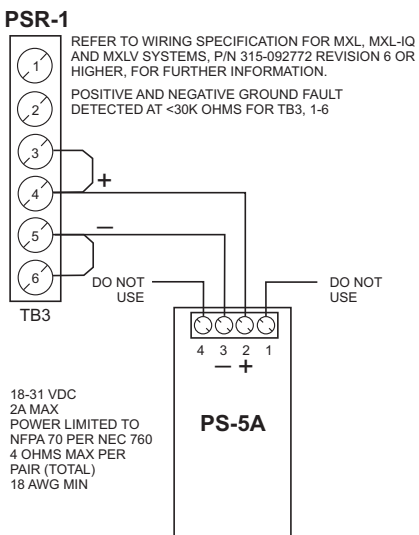 PSR-1
REFER TO WIRING SPECIFICATION FOR MXL, MXL-IQ
AND MXLV SYSTEMS, P/N 315-092772 REVISION 6 OR
HIGHER, FOR FURTHER INFORMATION.
POSITIVE AND NEGATIVE GROUND FAULT
DETECTED AT <30K OHMS FOR TB3, 1-6
1
2
3
+
4
–
5
6
DO NOT
USE
DO NOT
USE
TB3
4 3 2 1
– +
PS-5A
18-31 VDC
2A MAX
POWER LIMITED TO
NFPA 70 PER NEC 760
4 OHMS MAX PER
PAIR (TOTAL)
18 AWG MIN